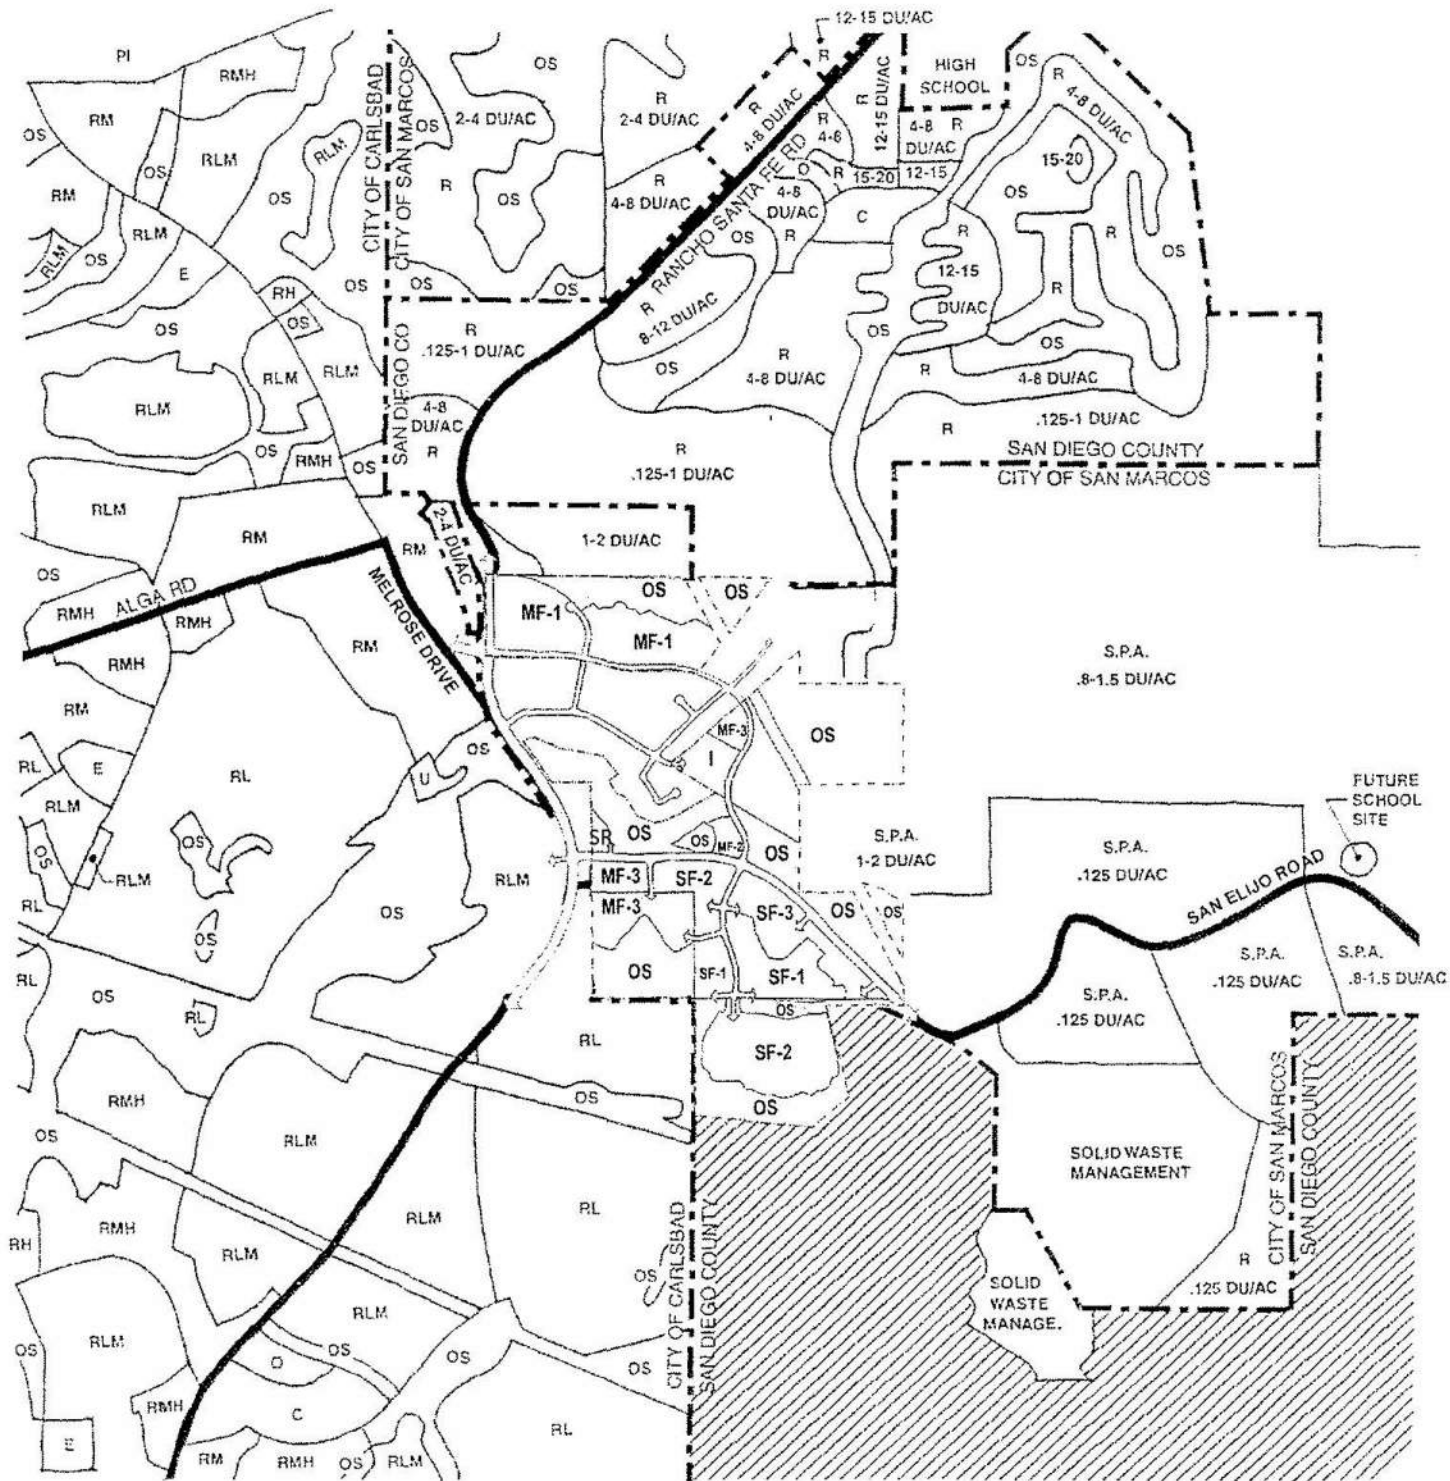 12-15 DU/AC
PI
RMH
OS
R
HIGH
SCHOOL
OS
R
4-8 DU/AC
RM
OS
RLM
RLM
OS
2-4 DU/AC
R
2-4 DU/AC
R
4-8 DU/AC
R
4-8
R
12-15 DU/AC
4-8 R
DU/AC
15-20
OS
CITY OF CARLSBAD
CITY OF SAN MARCOS
RM
OS
OS
R
OS
R
4-8 DU/AC
RANCHO SANTA FE RD
O
R
15-20
12-15
4-8
DU/AC
R
C
OS
R
OS
RLM
RLM
OS
E
OS
OS
OS
OS
R
8-12 DU/AC
R
12-15
DU/AC
R
RH
OS
OS
R
.125-1 DU/AC
OS
R
4-8 DU/AC
OS
OS
R
4-8 DU/AC
RLM
RLM
RLM
SAN DIEGO CO
4-8
DU/AC
R
.125-1 DU/AC
R
OS
RMH
OS
R
.125-1 DU/AC
SAN DIEGO COUNTY
CITY OF SAN MARCOS
RLM
RM
RM
2-4 DU/AC
1-2 DU/AC
OS
ALGA RD
RMH
RMH
MELROSE DRIVE
MF-1
OS
OS
MF-1
RM
RMH
S.P.A.
.8-1.5 DU/AC
RM
OS
MF-3
OS
RL
E
RL
U
I
FUTURE
SCHOOL
SITE
RLM
OS
OS
RLM
RLM
SR
OS
OS
MF-2
OS
S.P.A.
1-2 DU/AC
S.P.A.
.125 DU/AC
SAN ELIJO ROAD
MF-3
SF-2
RL
OS
MF-3
SF-3
OS
OS
OS
OS
SF-1
SF-1
S.P.A.
.125 DU/AC
S.P.A.
.8-1.5 DU/AC
RL
OS
RL
S.P.A.
.125 DU/AC
OS
RL
SF-2
OS
OS
RMH
OS
RLM
SOLID WASTE
MANAGEMENT
CITY OF SAN MARCOS
SAN DIEGO COUNTY
RH
RMH
RLM
RLM
RL
CITY OF CARLSBAD
SAN DIEGO COUNTY
OS
R
.125 DU/AC
SOLID
WASTE
MANAGE.
RLM
RLM
OS
O
OS
OS
OS
RMH
C
E
RL
RM
RMH
OS
RLM